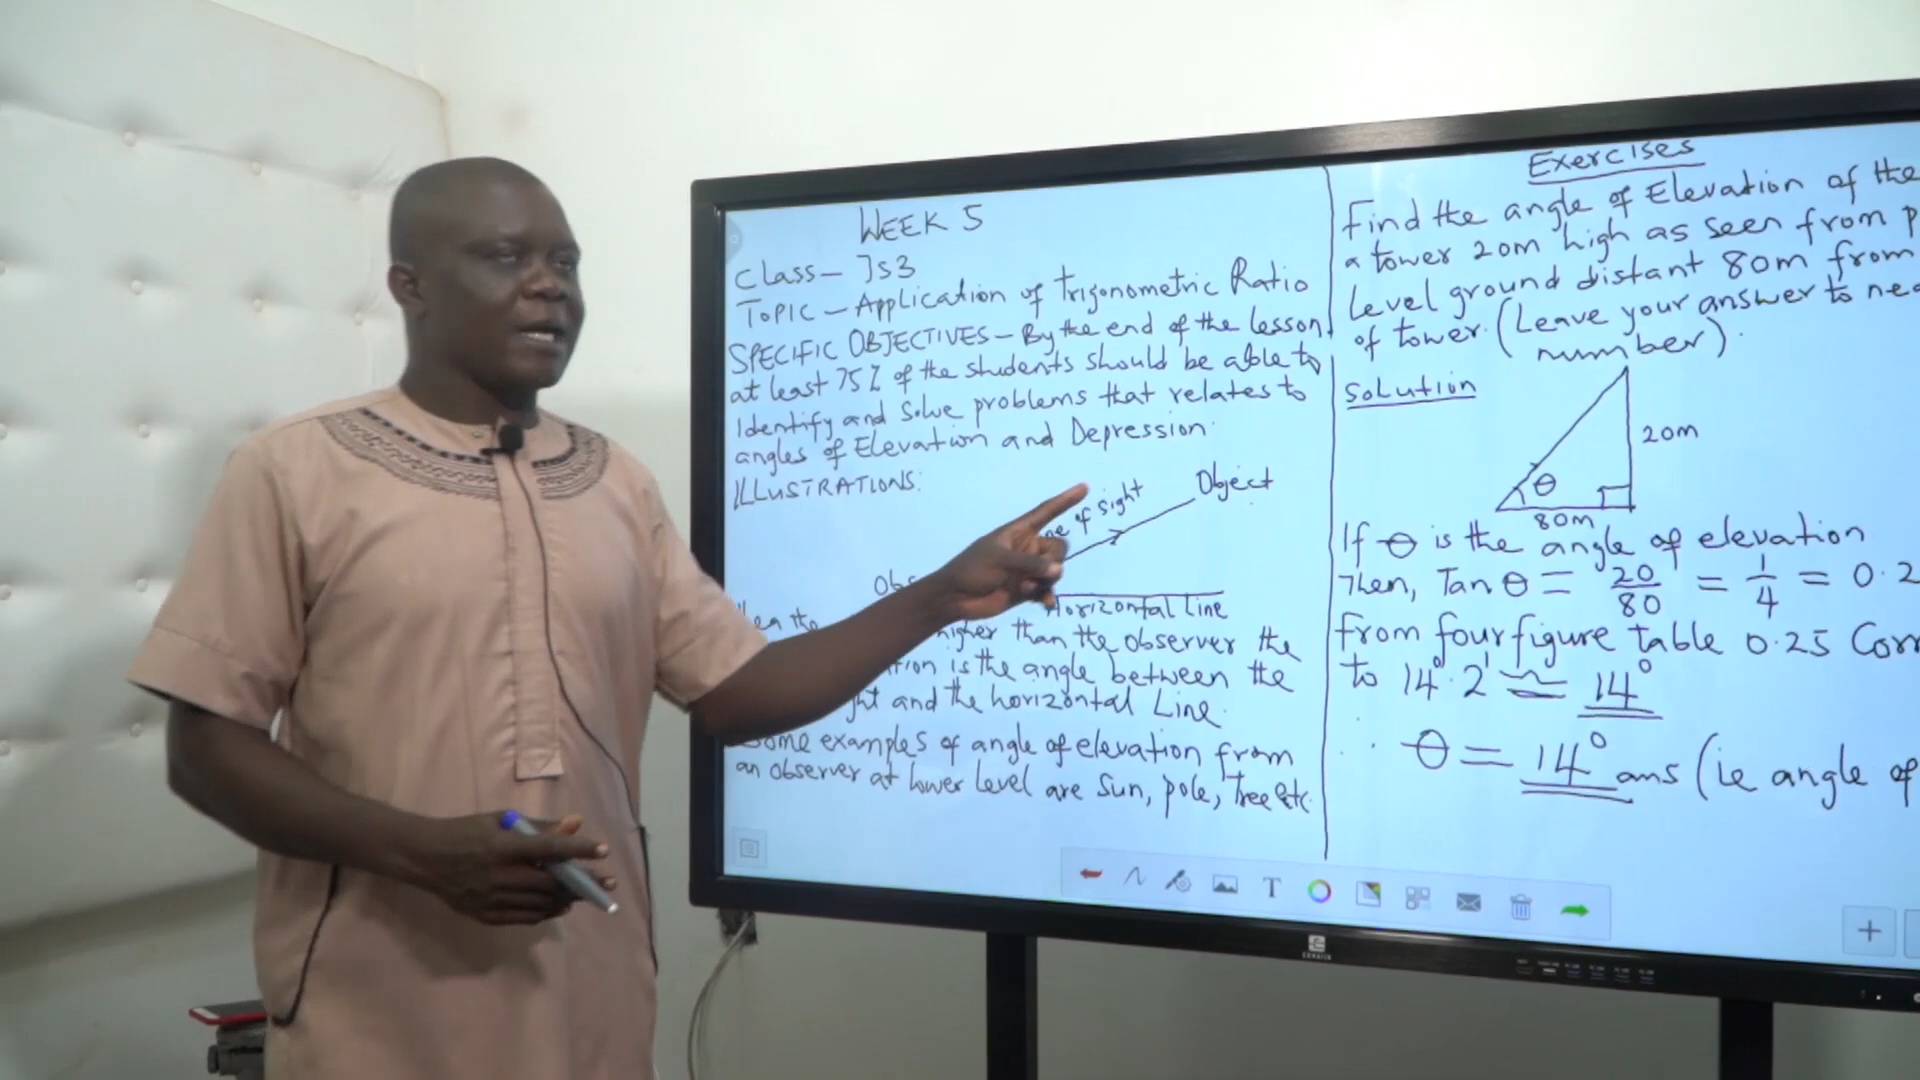 WEEK 5
Class- JS3
TOPIC - Application of Trigonometric Ratio
SPECIFIC OBJECTIVES - By the end of the lesson,
at least 75% of the students should be able to
Identify and solve problems that relates to
angles of Elevation and Depression.
ILLUSTRATIONS:
of sight
Object
Horizontal Line
the higher than the observer the
is the angle between the
and the horizontal Line.
Some examples of angle of elevation from
an observer at lower level are Sun, pole, Tree etc.
Exercises
Find the angle of Elevation of the
a tower 20m high as seen from
Level ground distant 80m from
of tower. (Leave your answer to
number).
Solution
20m
θ
80m
If θ is the angle of elevation
Then, Tan θ = 20/80 = 1/4 = 0.2
From four figure table 0.25
to 14°.2' ≃ 14°
∴ θ = 14° ans (ie angle of
T